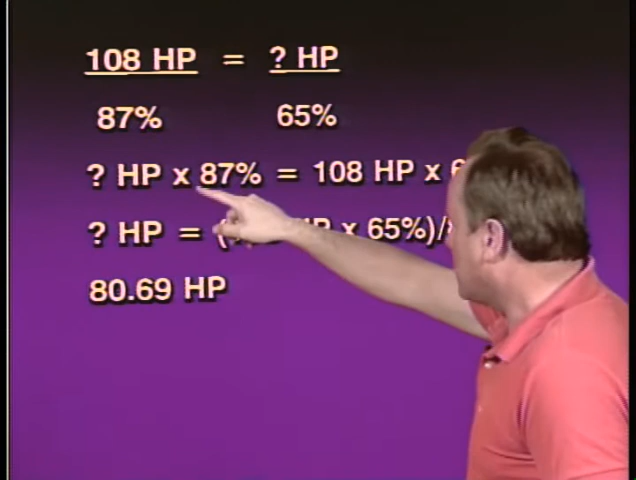 108 HP = ? HP
87% 65%
? HP x 87% = 108 HP x
? HP = ( x 65%)/
80.69 HP